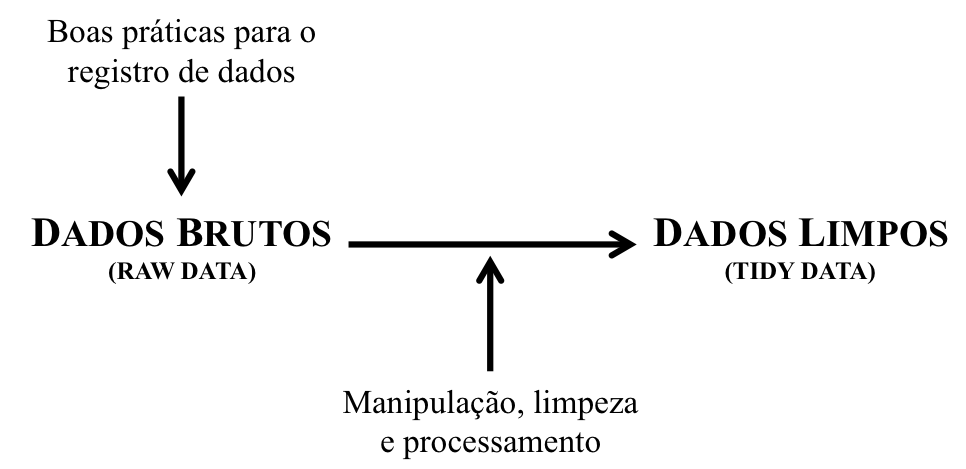 Boas práticas para o
registro de dados
DADOS BRUTOS
(RAW DATA)
DADOS LIMPOS
(TIDY DATA)
Manipulação, limpeza
e processamento